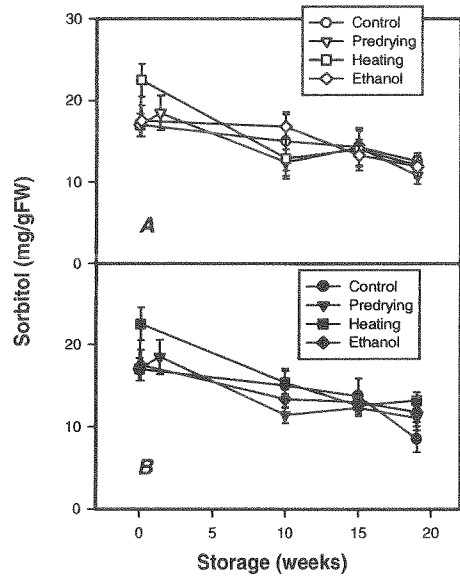 30
20
10
0
Control
Predrying
Heating
Ethanol
A
Sorbitol (mg/gFW)
20
10
0
Control
Predrying
Heating
Ethanol
B
0 5 10 15 20
Storage (weeks)